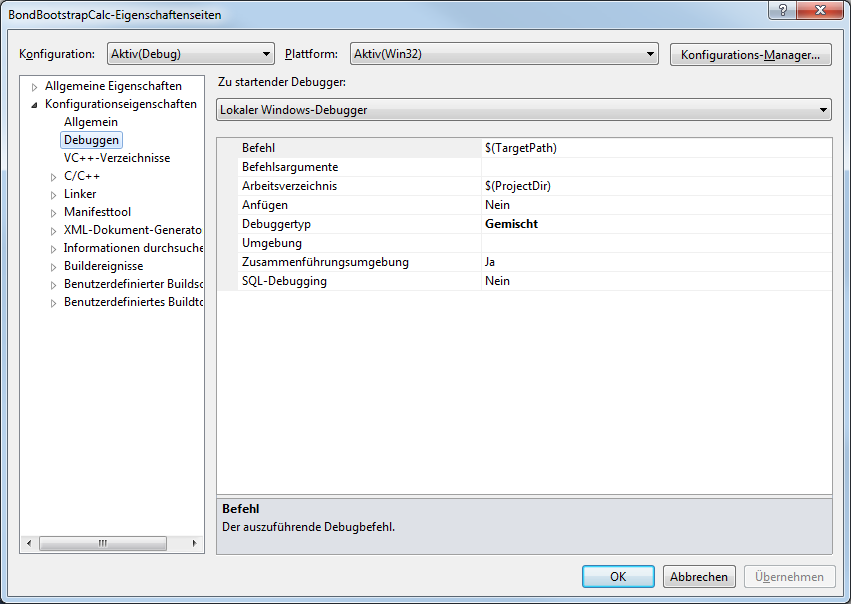 BondBootstrapCalc-Eigenschaftenseiten
?
Konfiguration: Aktiv(Debug) Plattform: Aktiv(Win32) Konfigurations-Manager...
Allgemeine Eigenschaften
Konfigurationseigenschaften
Allgemein
Debuggen
VC++-Verzeichnisse
C/C++
Linker
Manifesttool
XML-Dokument-Generato
Informationen durchsuche
Buildereignisse
Benutzerdefinierter Buildsc
Benutzerdefiniertes Buildto
Zu startender Debugger:
Lokaler Windows-Debugger
Befehl $(TargetPath)
Befehlsargumente
Arbeitsverzeichnis $(ProjectDir)
Anfügen Nein
Debuggertyp Gemischt
Umgebung
Zusammenführungsumgebung Ja
SQL-Debugging Nein
Befehl
Der auszuführende Debugbefehl.
OK Abbrechen Übernehmen